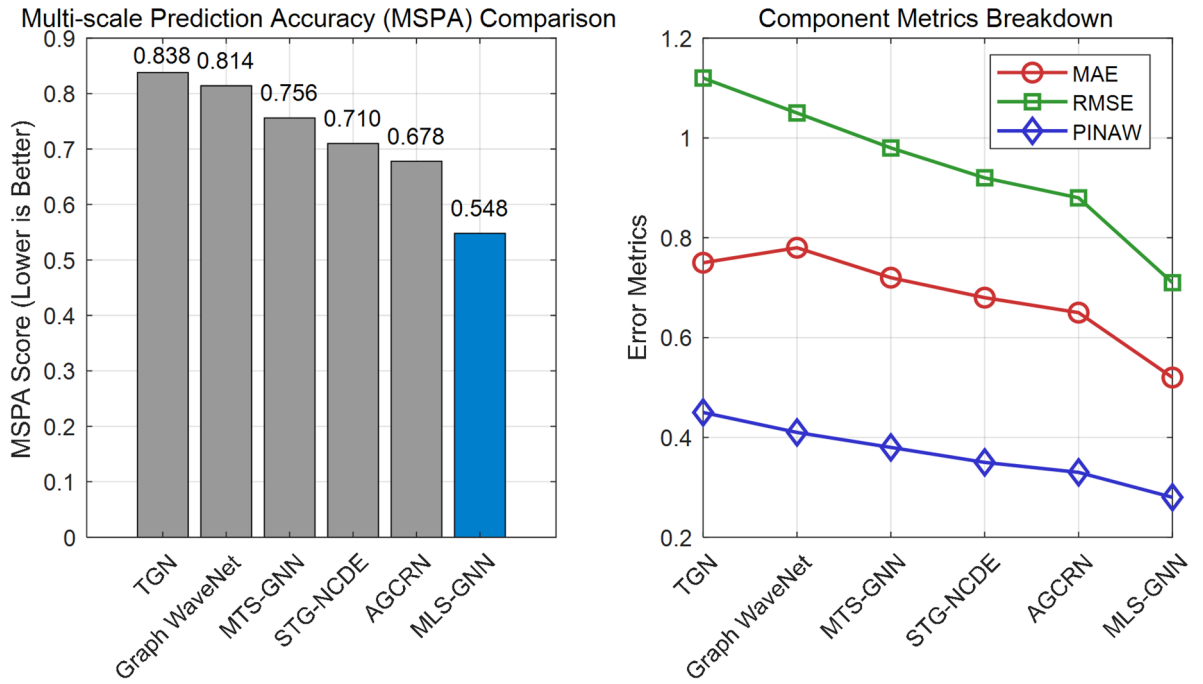 Multi-scale Prediction Accuracy (MSPA) Comparison
MSPA Score (Lower is Better)
0.9
0.8
0.7
0.6
0.5
0.4
0.3
0.2
0.1
0
0.838
0.814
0.756
0.710
0.678
0.548
TGN
Graph WaveNet
MTS-GNN
STG-NCDE
AGCRN
MLS-GNN
Component Metrics Breakdown
Error Metrics
1.2
1
0.8
0.6
0.4
0.2
MAE
RMSE
PINAW
TGN
Graph WaveNet
MTS-GNN
STG-NCDE
AGCRN
MLS-GNN